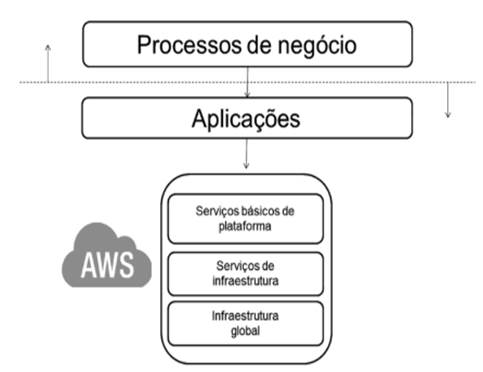 Processos de negócio
Aplicações
Serviços básicos de
plataforma
AWS
Serviços de
infraestrutura
Infraestrutura
global